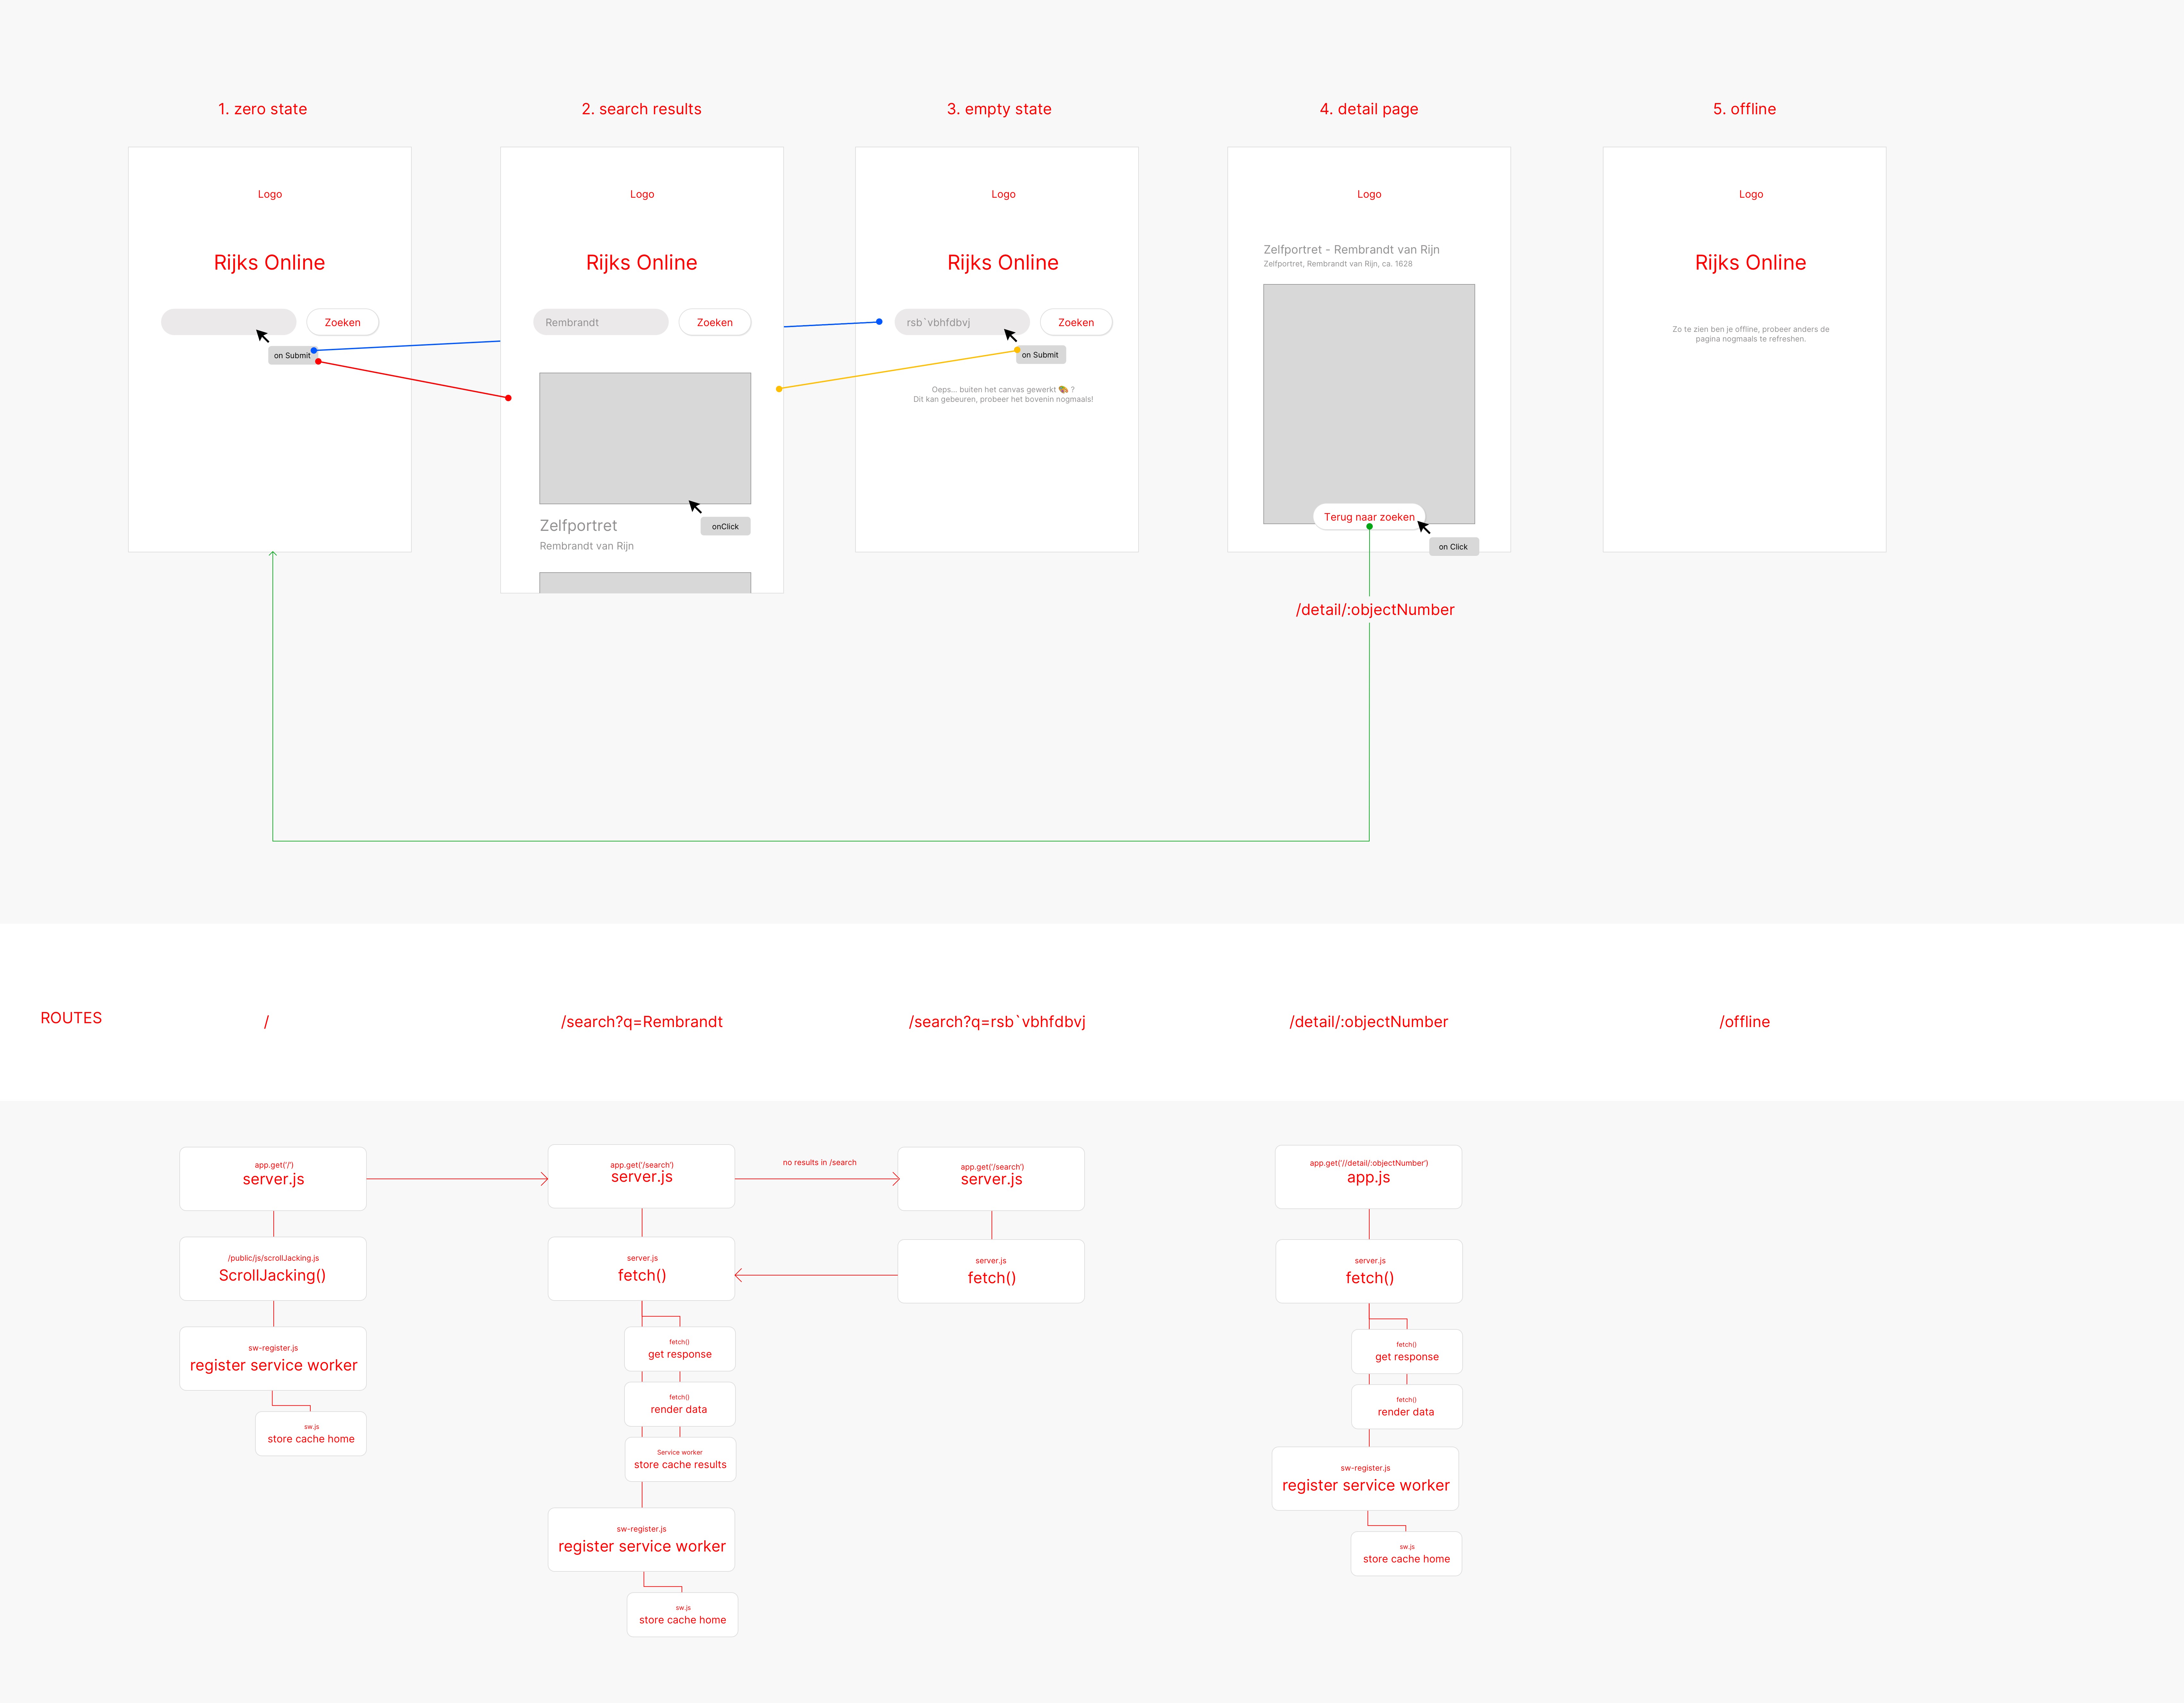 1. zero state
2. search results
3. empty state
4. detail page
5. offline
Logo
Rijks Online
Zoeken
on Submit
Logo
Rijks Online
Rembrandt
Zoeken
onClick
Zelfportret
Rembrandt van Rijn
Logo
Rijks Online
rsb`vbhfdbvj
Zoeken
on Submit
Oeps... buiten het canvas gewerkt 🎨 ?
Dit kan gebeuren, probeer het bovenin nogmaals!
Logo
Zelfportret - Rembrandt van Rijn
Zelfportret, Rembrandt van Rijn, ca. 1628
Terug naar zoeken
on Click
/detail/:objectNumber
Logo
Rijks Online
Zo te zien ben je offline, probeer anders de
pagina nogmaals te refreshen.
ROUTES
/
/search?q=Rembrandt
/search?q=rsb`vbhfdbvj
/detail/:objectNumber
/offline
app.get('/')
server.js
/public/js/scrollJacking.js
ScrollJacking()
sw-register.js
register service worker
sw.js
store cache home
app.get('/search')
server.js
server.js
fetch()
fetch()
get response
fetch()
render data
Service worker
store cache results
sw-register.js
register service worker
sw.js
store cache home
no results in /search
app.get('/search')
server.js
server.js
fetch()
app.get('//detail/:objectNumber')
app.js
server.js
fetch()
fetch()
get response
fetch()
render data
sw-register.js
register service worker
sw.js
store cache home